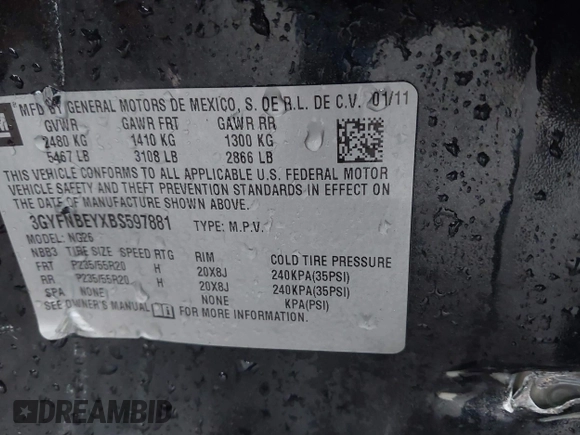 GM
MFD BY GENERAL MOTORS DE MEXICO, S. DE R.L. DE C.V. 01/11
GVWR GAWR FRT GAWR RR
2480 KG 1410 KG 1300 KG
5467 LB 3108 LB 2866 LB
THIS VEHICLE CONFORMS TO ALL APPLICABLE U.S. FEDERAL MOTOR
VEHICLE SAFETY AND THEFT PREVENTION STANDARDS IN EFFECT ON
THE DATE OF MANUFACTURE SHOWN ABOVE.
3GYFNBEYXBS597881 TYPE: M.P.V.
MODEL: NG26
NBB3 TIRE SIZE SPEED RTG RIM COLD TIRE PRESSURE
FRT P235/55R20 H 20X8J 240KPA(35PSI)
RR P235/55R20 H 20X8J 240KPA(35PSI)
SPA NONE NONE KPA(PSI)
SEE OWNER'S MANUAL FOR MORE INFORMATION.
DREAMBID